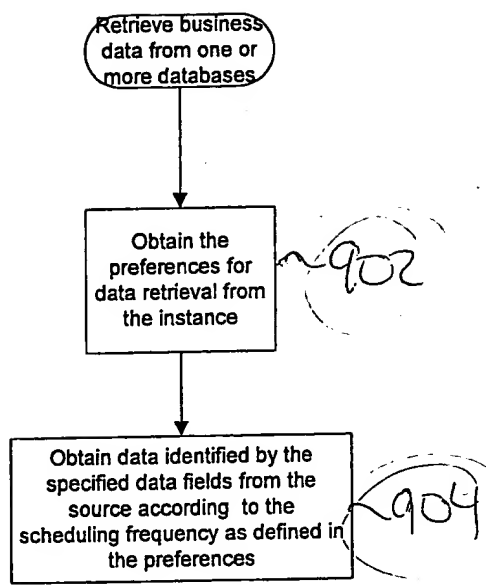 Retrieve business
data from one or
more databases
Obtain the
preferences for
data retrieval from
the instance
902
Obtain data identified by the
specified data fields from the
source according to the
scheduling frequency as defined in
the preferences
904